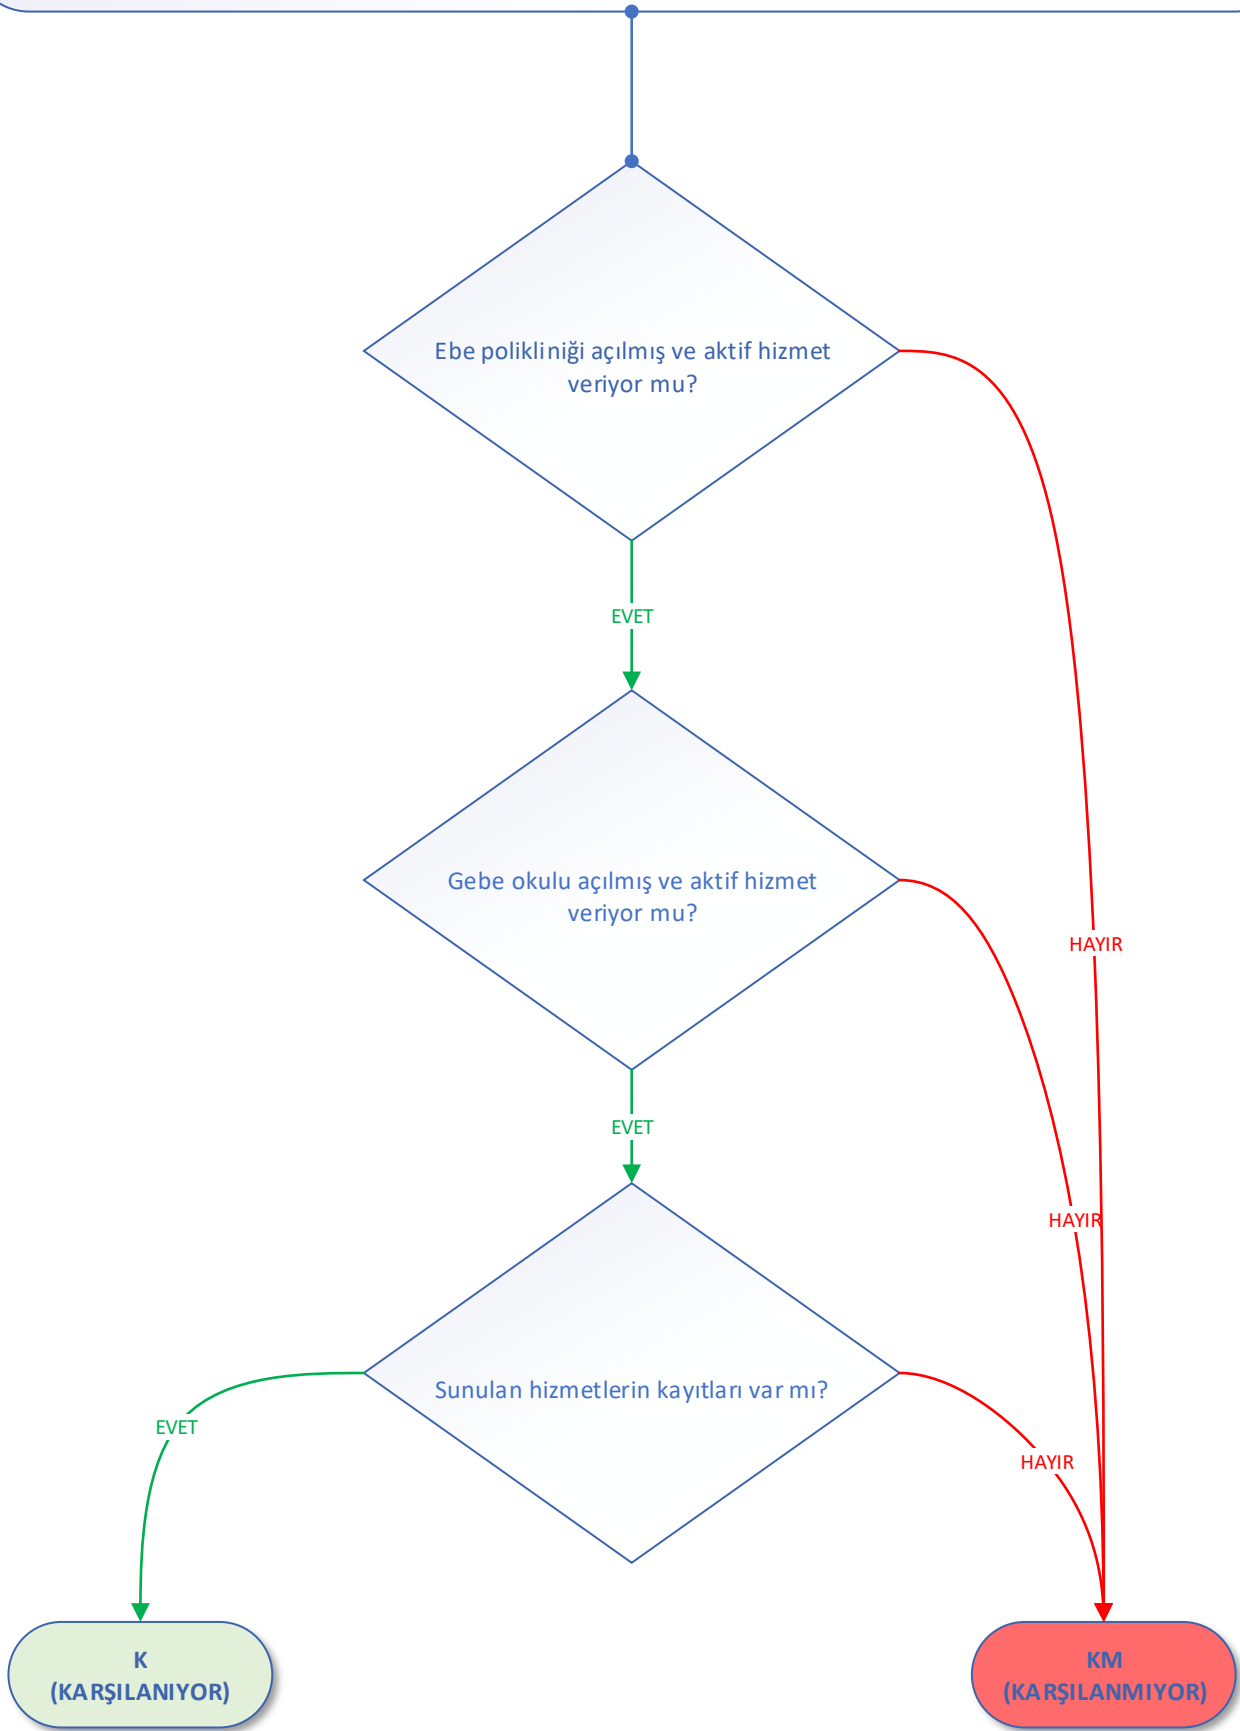 Ebe polikliniği açılmış ve aktif hizmet
veriyor mu?
EVET
Gebe okulu açılmış ve aktif hizmet
veriyor mu?
HAYIR
EVET
HAYIR
Sunulan hizmetlerin kayıtları var mı?
EVET
HAYIR
K
(KARŞILANIYOR)
KM
(KARŞILANMIYOR)